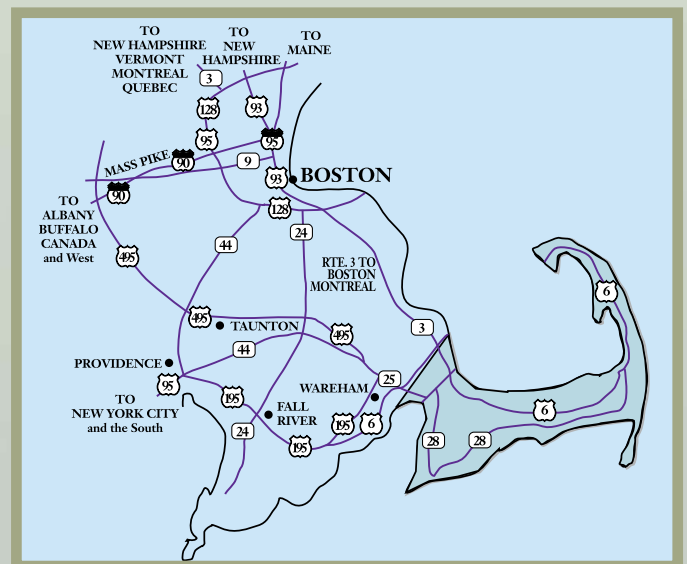 TO
NEW HAMPSHIRE
VERMONT
MONTREAL
QUEBEC
TO
NEW
HAMPSHIRE
TO
MAINE
3
128
93
95
95
MASS PIKE
90
9
90
93
BOSTON
TO
ALBANY
BUFFALO
CANADA
and West
128
24
44
495
RTE. 3 TO
BOSTON
MONTREAL
6
495
TAUNTON
495
3
44
PROVIDENCE
95
25
WAREHAM
TO
NEW YORK CITY
and the South
195
FALL
RIVER
6
195
6
24
195
28
28